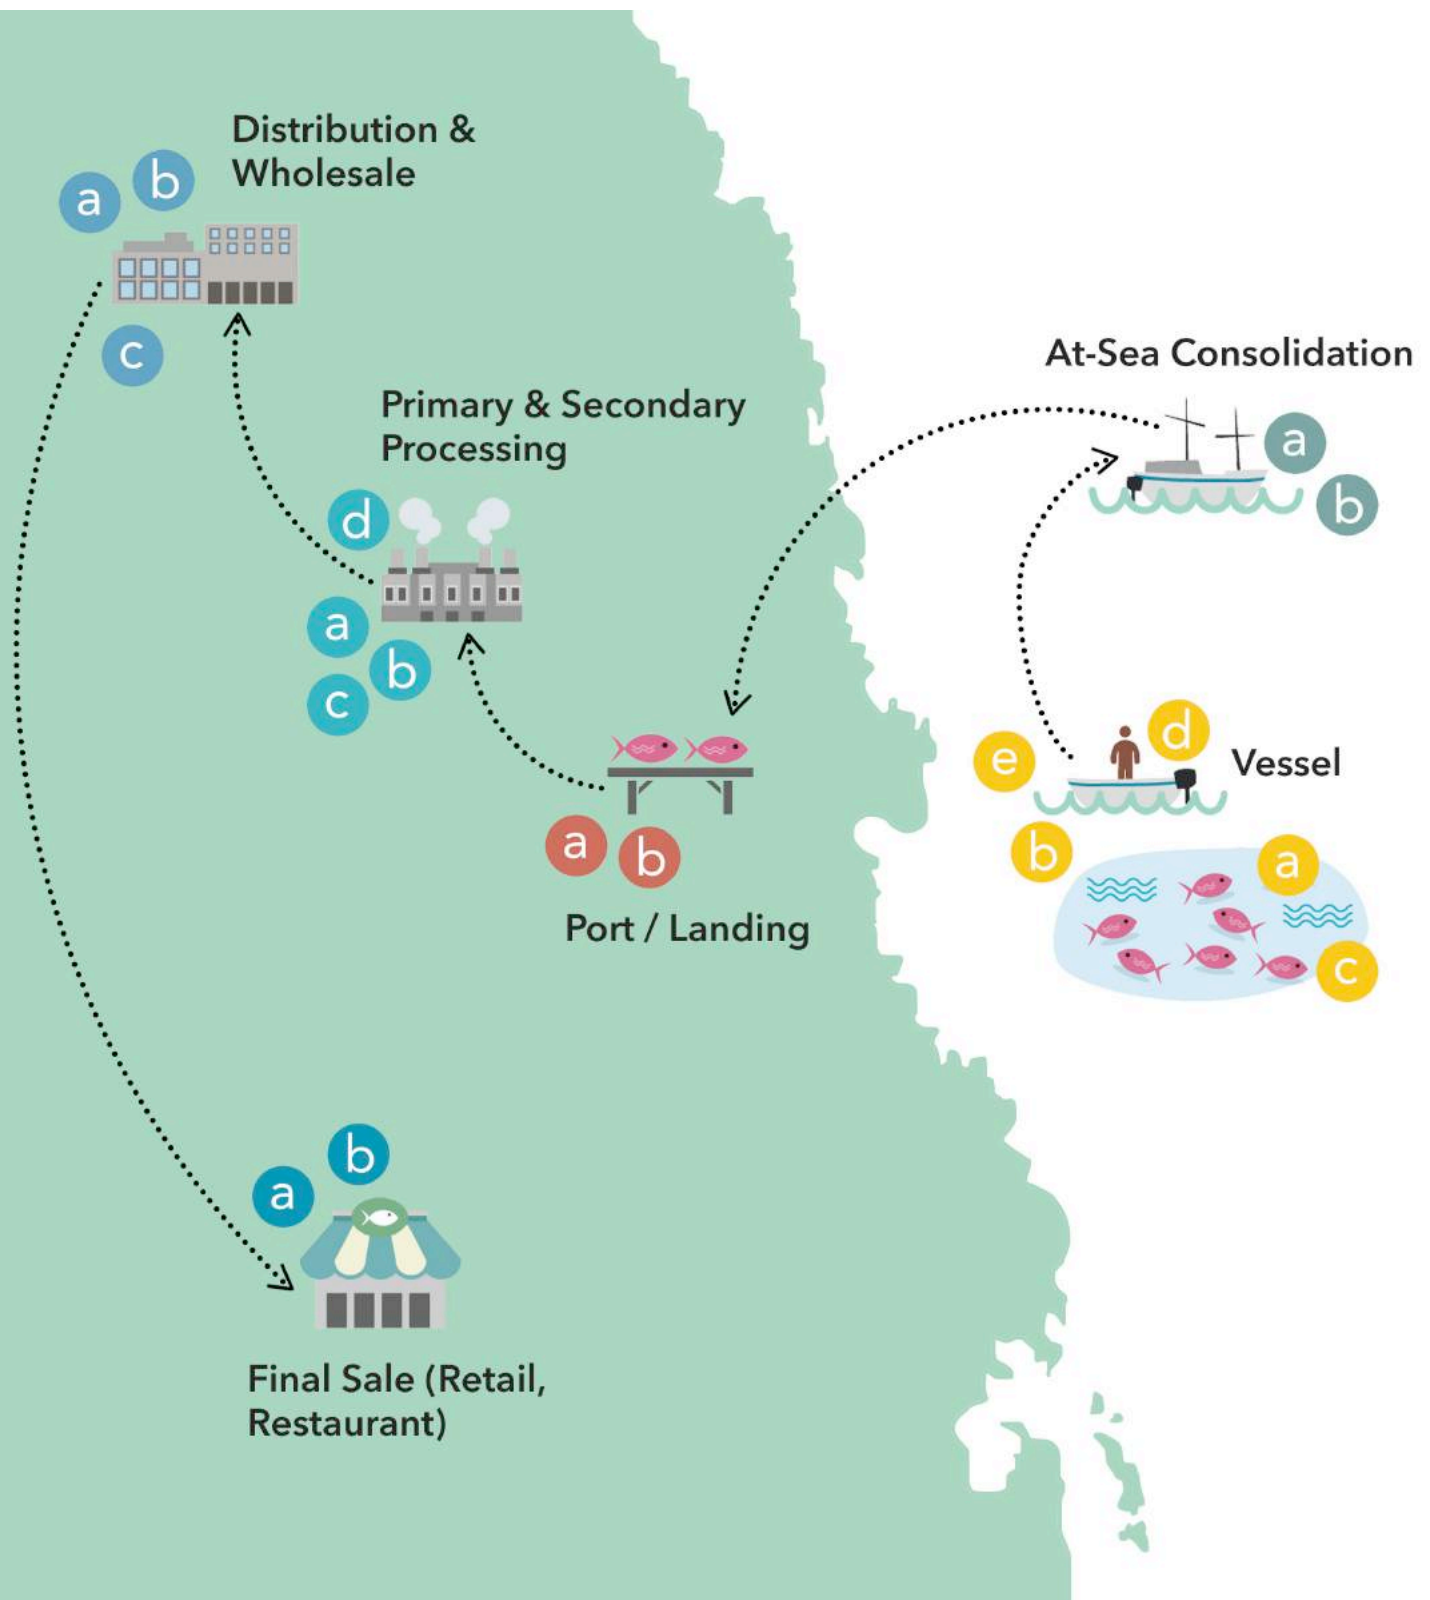 Distribution &
Wholesale
a
b
c
At-Sea Consolidation
a
b
Primary & Secondary
Processing
d
a
b
c
Vessel
d
e
b
a
c
a
b
Port / Landing
b
a
Final Sale (Retail,
Restaurant)